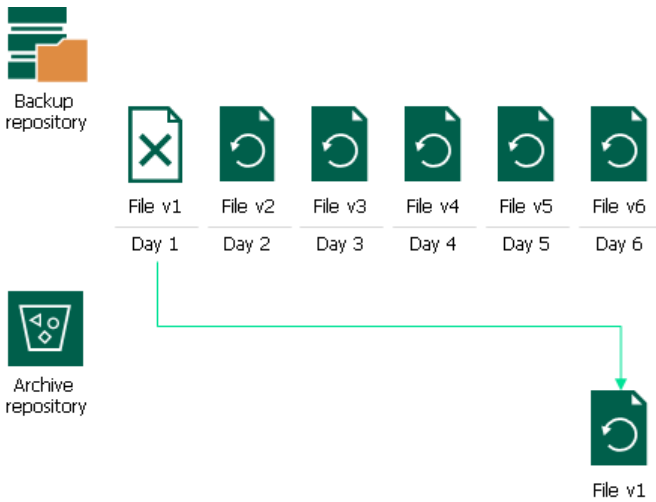 Backup
repository
File v1 File v2 File v3 File v4 File v5 File v6
Day 1 Day 2 Day 3 Day 4 Day 5 Day 6
Archive
repository
File v1